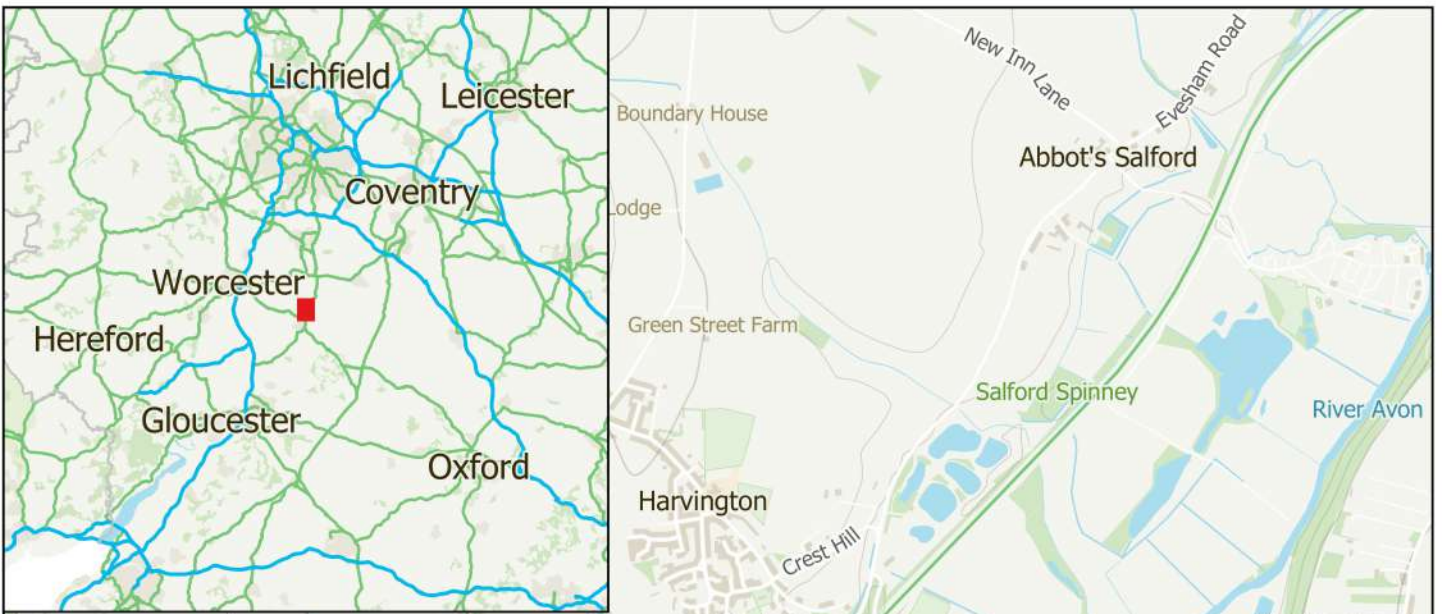 Lichfield
Leicester
Coventry
Worcester
Hereford
Gloucester
Oxford
New Inn Lane
Evesham Road
Boundary House
Abbot's Salford
Lodge
Green Street Farm
Salford Spinney
River Avon
Harvington
Crest Hill